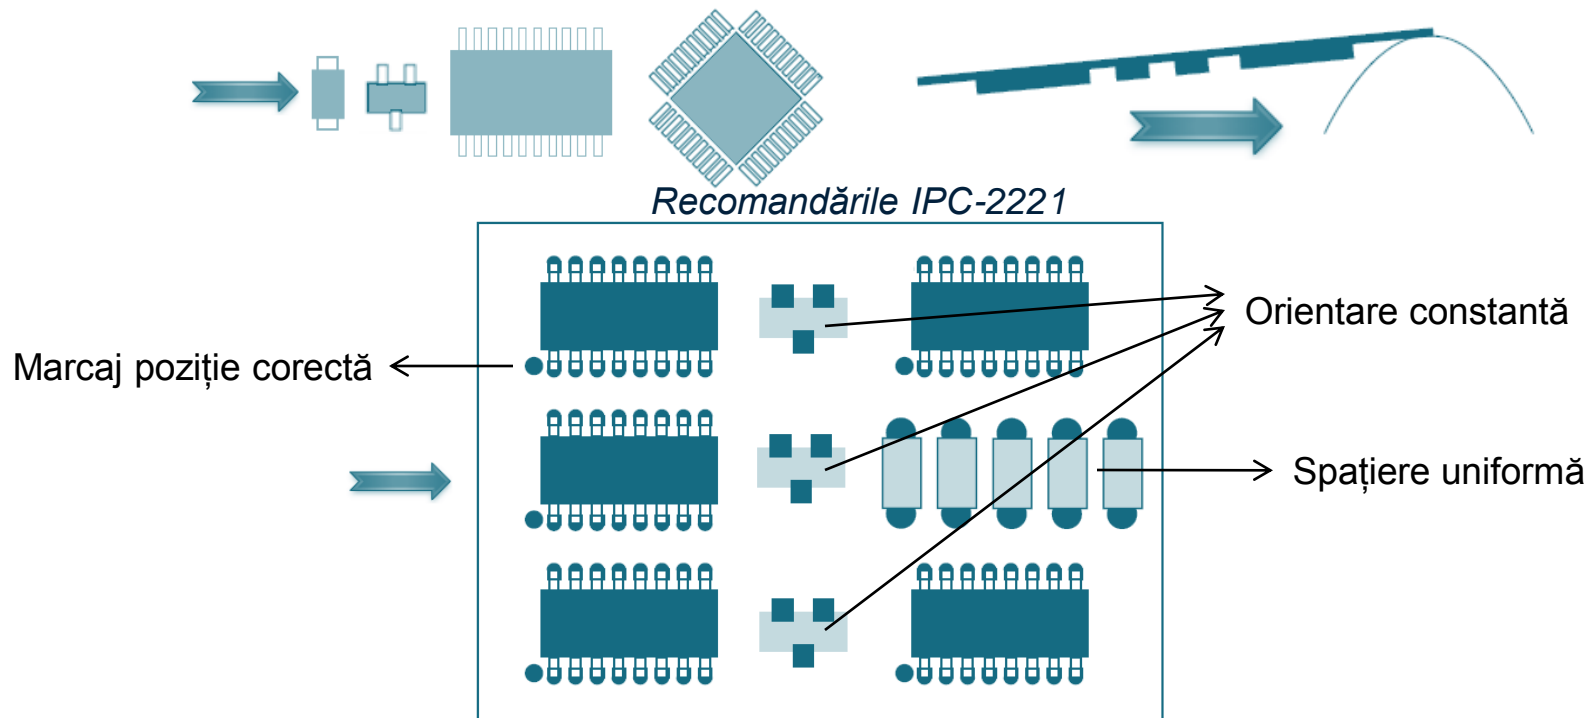 Recomandările IPC-2221
Orientare constantă
Marcaj poziție corectă
Spațiere uniformă